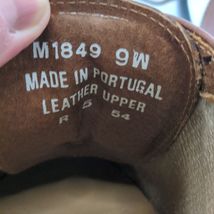 M1849 9W
MADE IN PORTUGAL
LEATHER UPPER
R 5 54